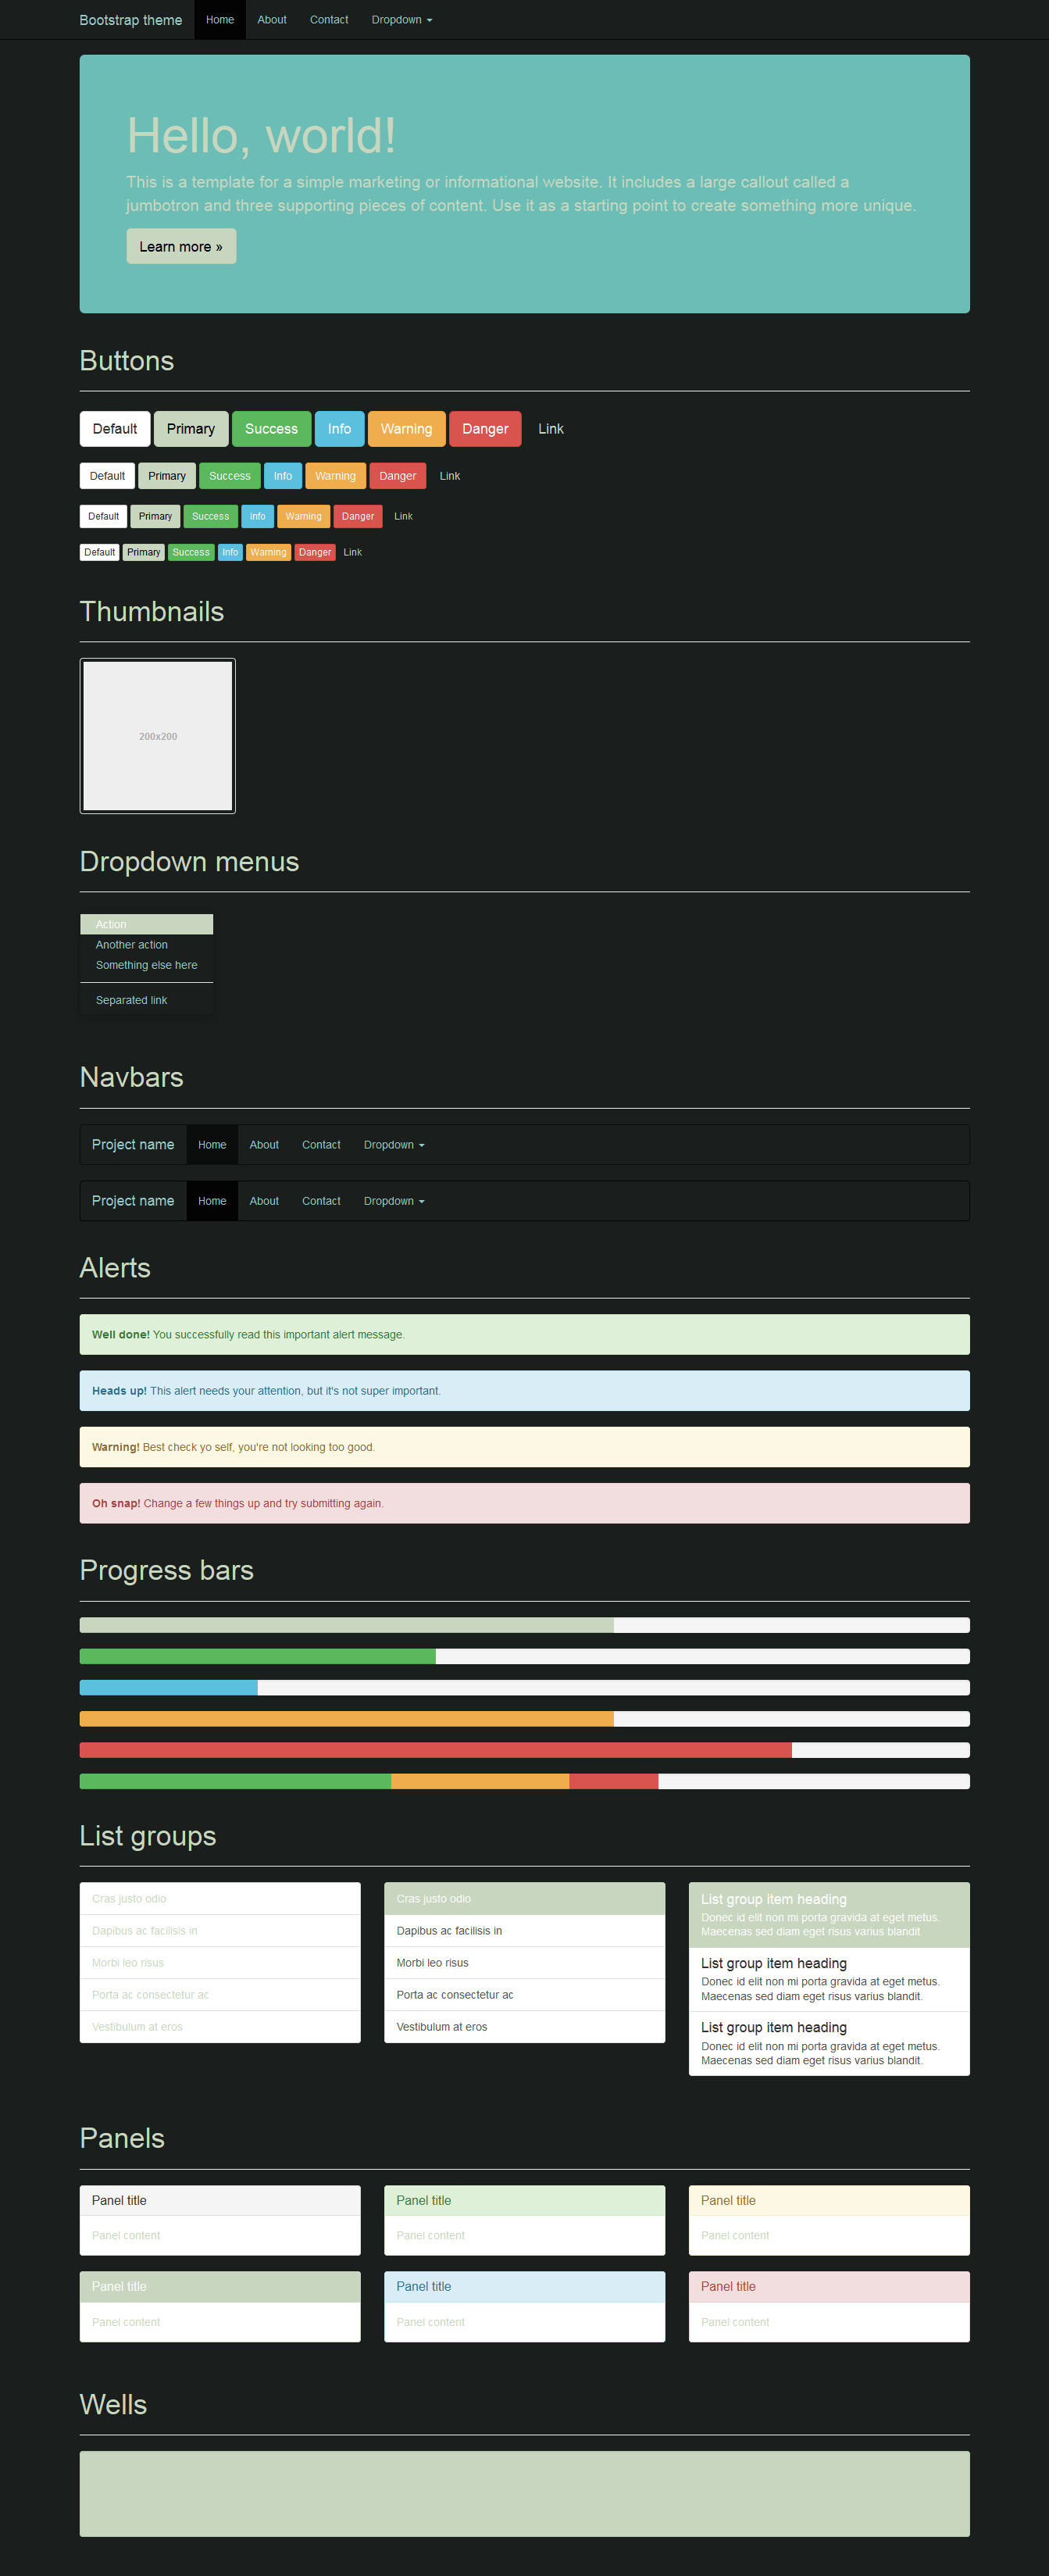 Bootstrap theme Home About Contact Dropdown
Hello, world!
This is a template for a simple marketing or informational website. It includes a large callout called a
jumbotron and three supporting pieces of content. Use it as a starting point to create something more unique.
Learn more »
Buttons
Default Primary Success Info Warning Danger Link
Default Primary Success Info Warning Danger Link
Default Primary Success Info Warning Danger Link
Default Primary Success Info Warning Danger Link
Thumbnails
200x200
Dropdown menus
Action
Another action
Something else here
Separated link
Navbars
Project name Home About Contact Dropdown
Project name Home About Contact Dropdown
Alerts
Well done! You successfully read this important alert message.
Heads up! This alert needs your attention, but it's not super important.
Warning! Best check yo self, you're not looking too good.
Oh snap! Change a few things up and try submitting again.
Progress bars
List groups
Cras justo odio
Dapibus ac facilisis in
Morbi leo risus
Porta ac consectetur ac
Vestibulum at eros
Cras justo odio
Dapibus ac facilisis in
Morbi leo risus
Porta ac consectetur ac
Vestibulum at eros
List group item heading
Donec id elit non mi porta gravida at eget metus.
Maecenas sed diam eget risus varius blandit.
List group item heading
Donec id elit non mi porta gravida at eget metus.
Maecenas sed diam eget risus varius blandit.
List group item heading
Donec id elit non mi porta gravida at eget metus.
Maecenas sed diam eget risus varius blandit.
Panels
Panel title
Panel content
Panel title
Panel content
Panel title
Panel content
Panel title
Panel content
Panel title
Panel content
Panel title
Panel content
Wells